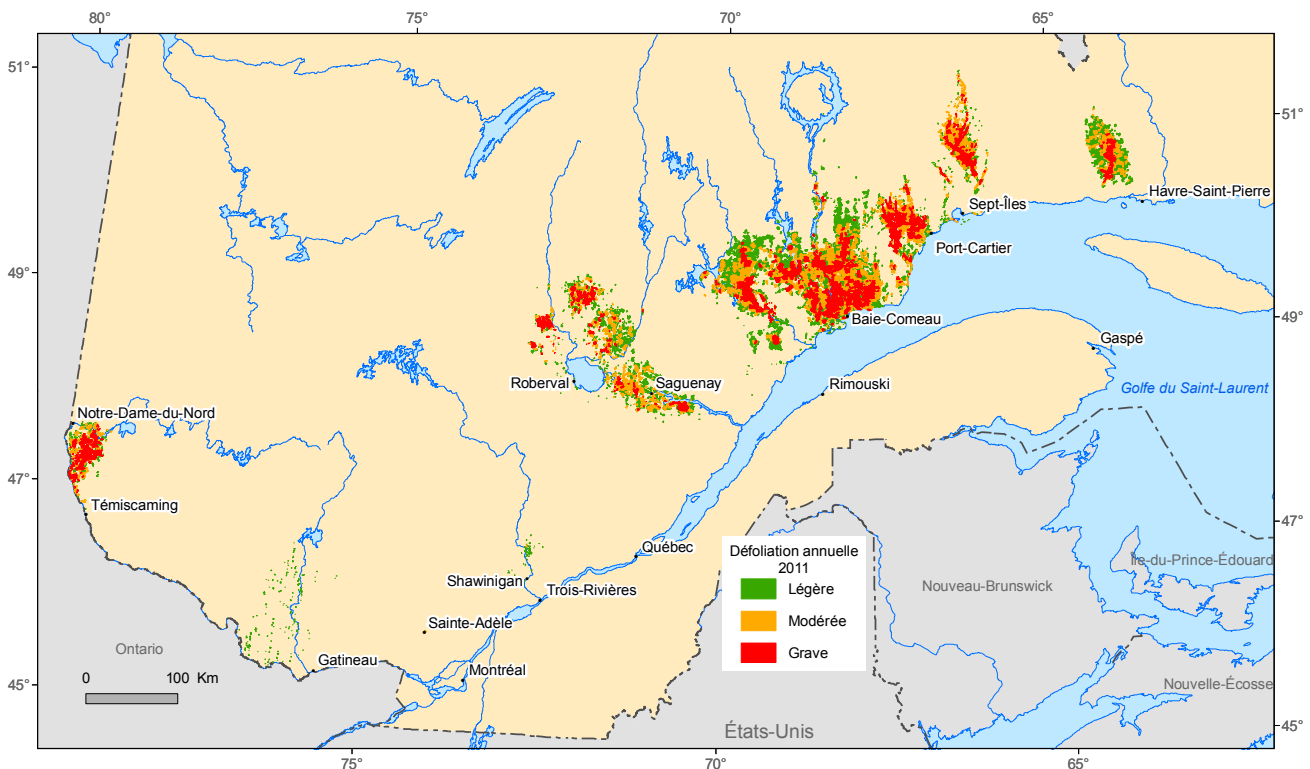 80°
75°
70°
65°
51°
51°
Havre-Saint-Pierre
Sept-Îles
Port-Cartier
49°
49°
Baie-Comeau
Gaspé
Roberval
Saguenay
Rimouski
Golfe du Saint-Laurent
Notre-Dame-du-Nord
47°
Témiscaming
47°
Québec
Défoliation annuelle
2011
Légère
Modérée
Grave
Île-du-Prince-Édouard
Shawinigan
Nouveau-Brunswick
Trois-Rivières
Sainte-Adèle
Ontario
Gatineau
Montréal
0 100 Km
Nouvelle-Écosse
45°
45°
États-Unis
75°
70°
65°